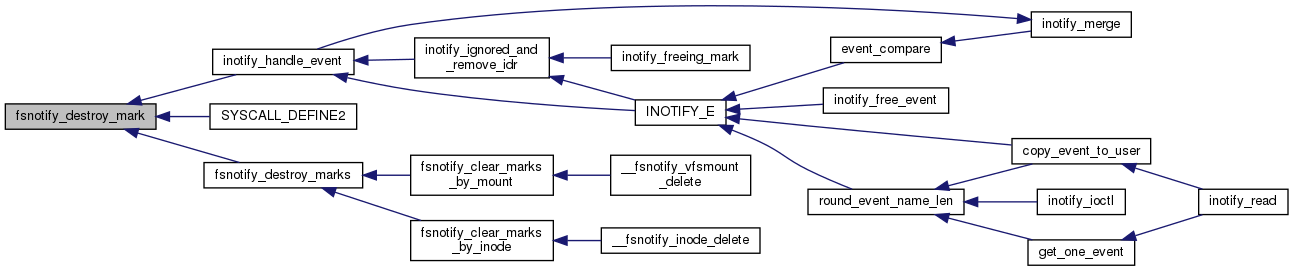 fsnotify_destroy_mark
inotify_handle_event
SYSCALL_DEFINE2
fsnotify_destroy_marks
inotify_ignored_and
_remove_idr
fsnotify_clear_marks
_by_mount
fsnotify_clear_marks
_by_inode
inotify_freeing_mark
INOTIFY_E
__fsnotify_vfsmount
_delete
__fsnotify_inode_delete
event_compare
inotify_free_event
round_event_name_len
inotify_merge
copy_event_to_user
inotify_ioctl
get_one_event
inotify_read